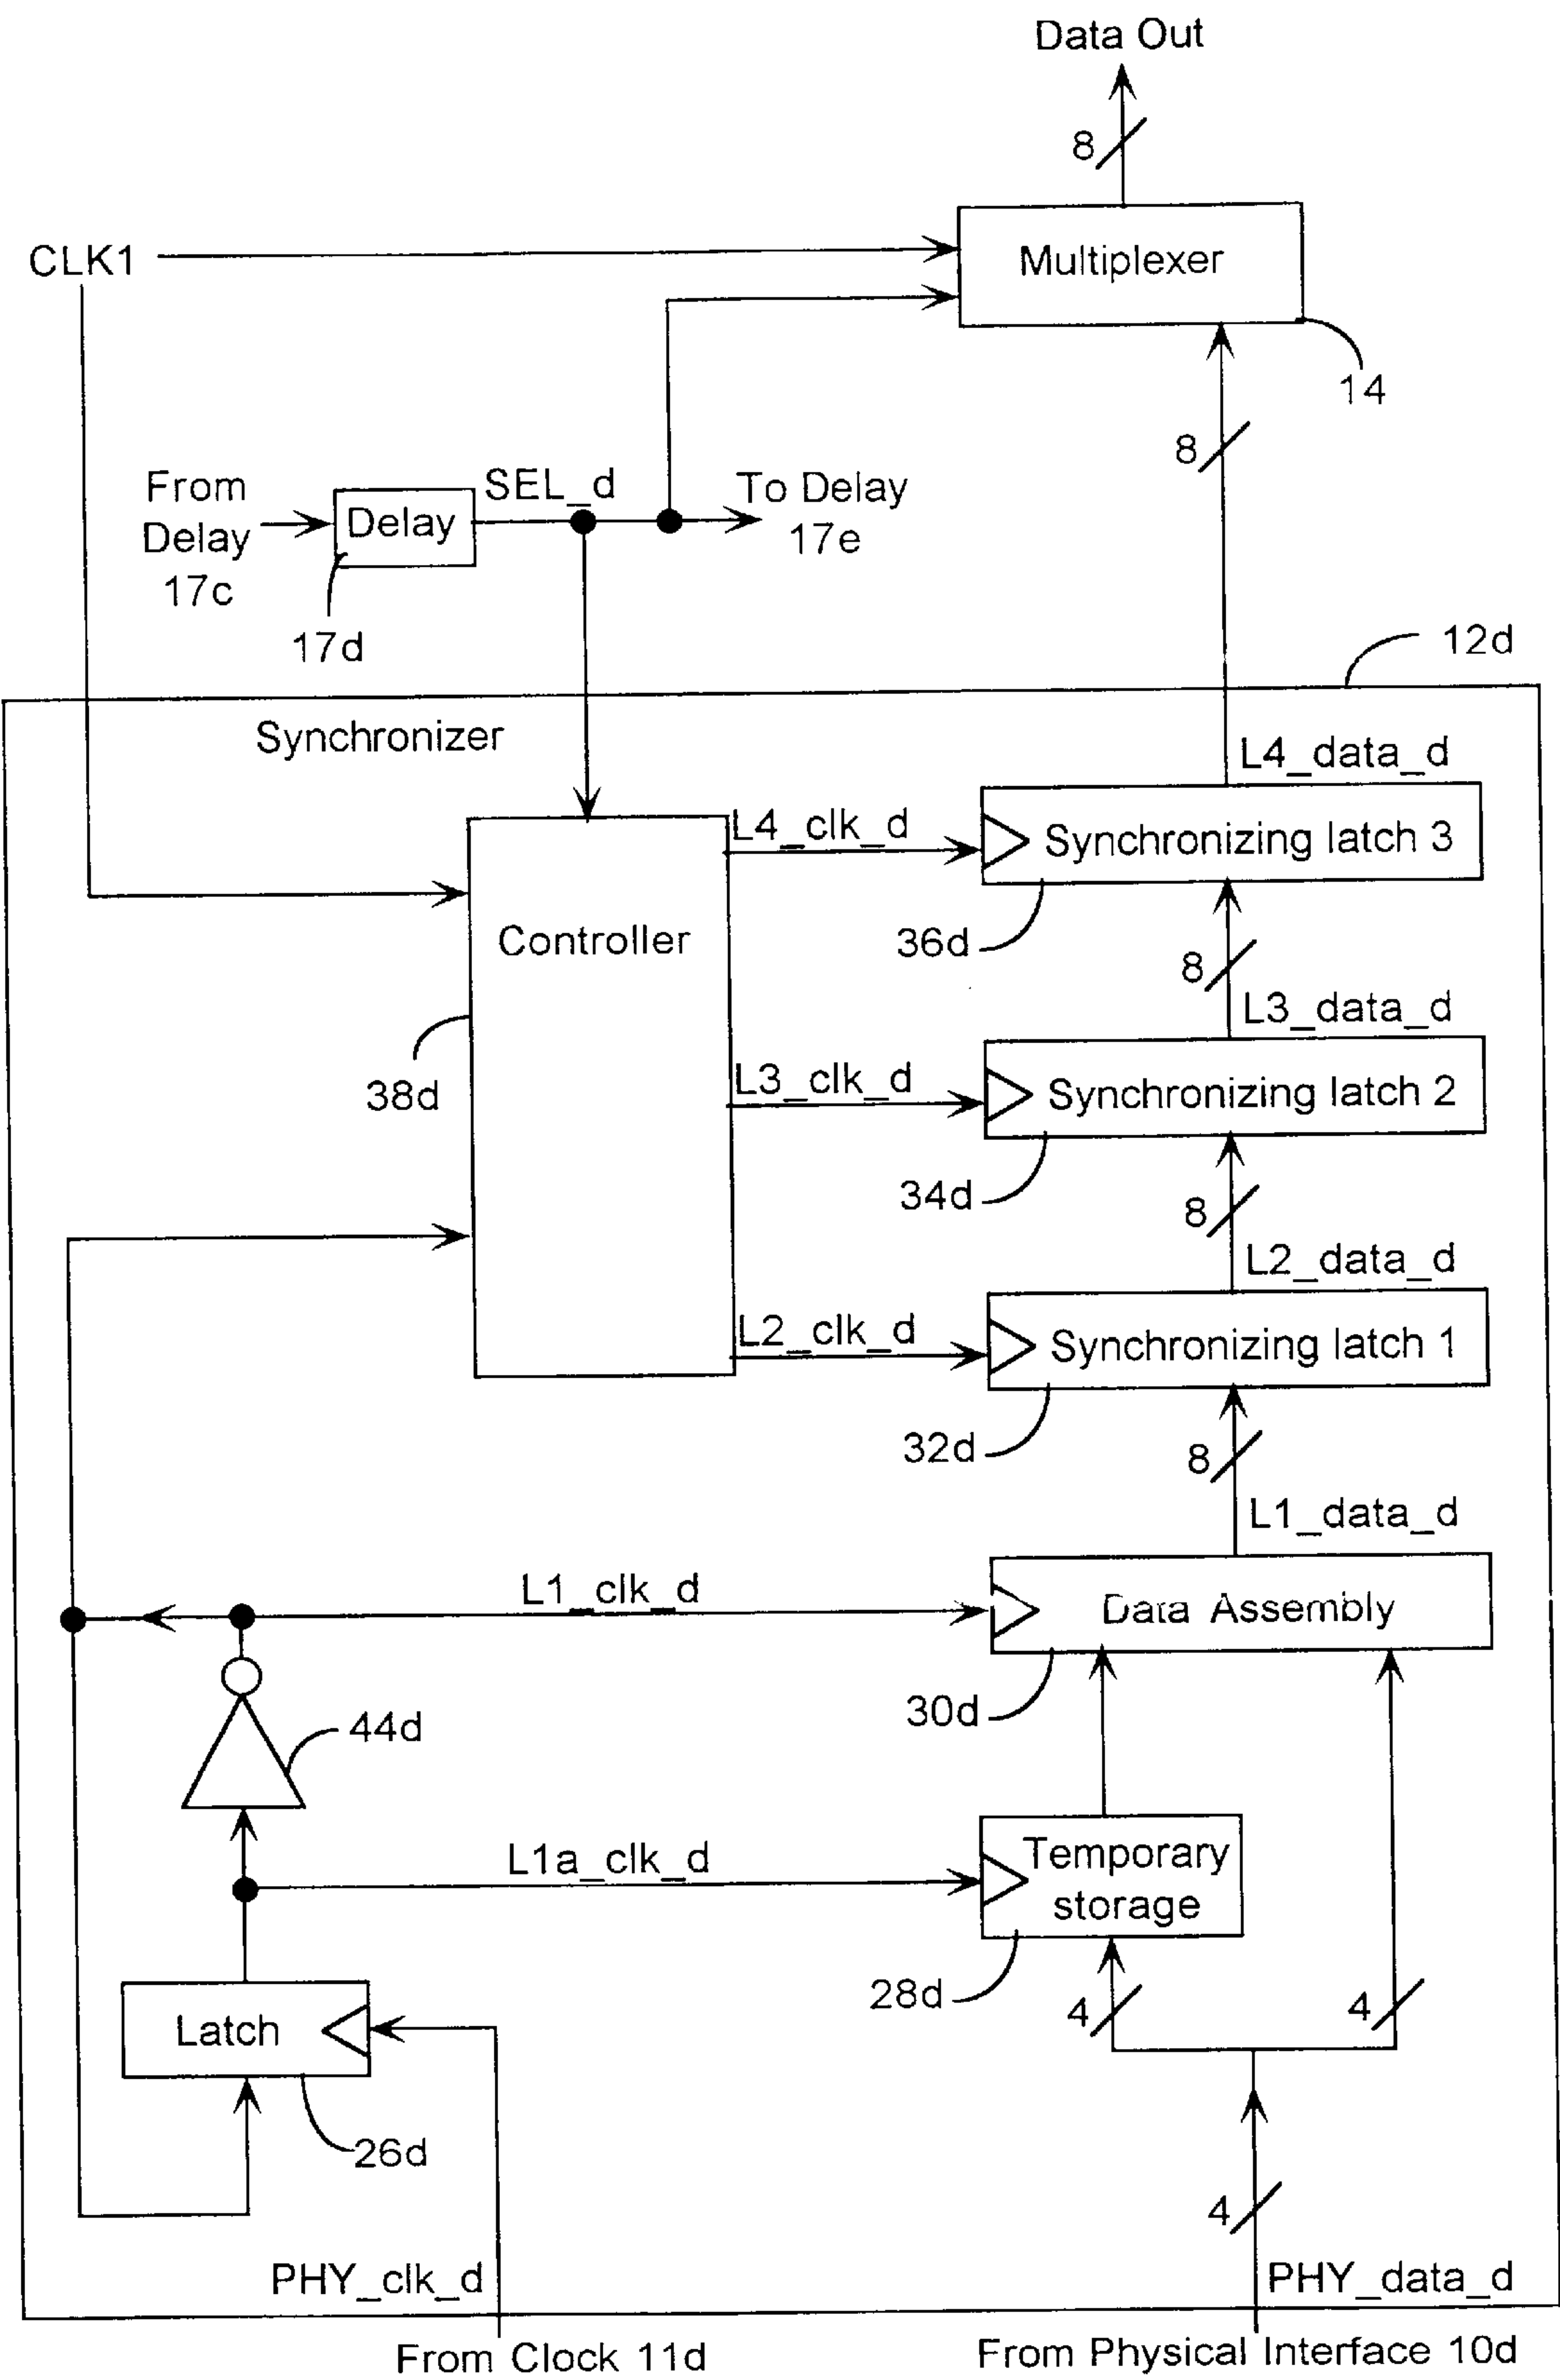 Data Out
8
CLK1
Multiplexer
14
8
From
Delay
17c
Delay
SEL_d
To Delay
17e
17d
12d
Synchronizer
L4_data_d
L4_clk_d
Synchronizing latch 3
Controller
36d
8
L3_data_d
38d
L3_clk_d
Synchronizing latch 2
34d
8
L2_data_d
L2_clk_d
Synchronizing latch 1
32d
8
L1_data_d
L1_clk_d
Data Assembly
30d
44d
L1a_clk_d
Temporary
storage
28d
4
4
Latch
26d
4
PHY_clk_d
PHY_data_d
From Clock 11d
From Physical Interface 10d